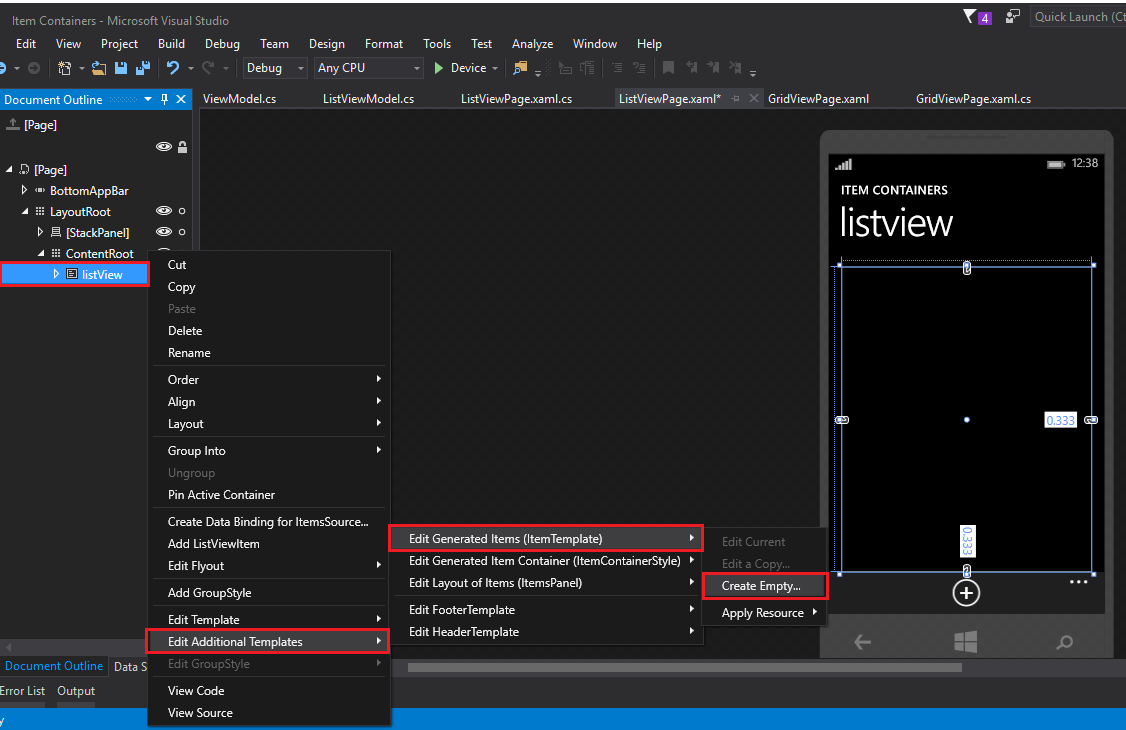 Item Containers - Microsoft Visual Studio
4
Quick Launch (Ct
Edit View Project Build Debug Team Design Format Tools Test Analyze Window Help
Debug Any CPU Device
Document Outline
ViewModel.cs ListViewModel.cs ListViewPage.xaml.cs ListViewPage.xaml* GridViewPage.xaml GridViewPage.xaml.cs
[Page]
[Page]
BottomAppBar
LayoutRoot
[StackPanel]
ContentRoot
listView
Cut
Copy
Paste
Delete
Rename
Order
Align
Layout
Group Into
Ungroup
Pin Active Container
Create Data Binding for ItemsSource...
Add ListViewItem
Edit Flyout
Add GroupStyle
Edit Template
Edit Additional Templates
Edit GroupStyle
View Code
View Source
Edit Generated Items (ItemTemplate)
Edit Generated Item Container (ItemContainerStyle)
Edit Layout of Items (ItemsPanel)
Edit FooterTemplate
Edit HeaderTemplate
Edit Current
Edit a Copy...
Create Empty...
Apply Resource
12:38
ITEM CONTAINERS
listview
0.333
0.333
Document Outline Data S
Error List Output
y